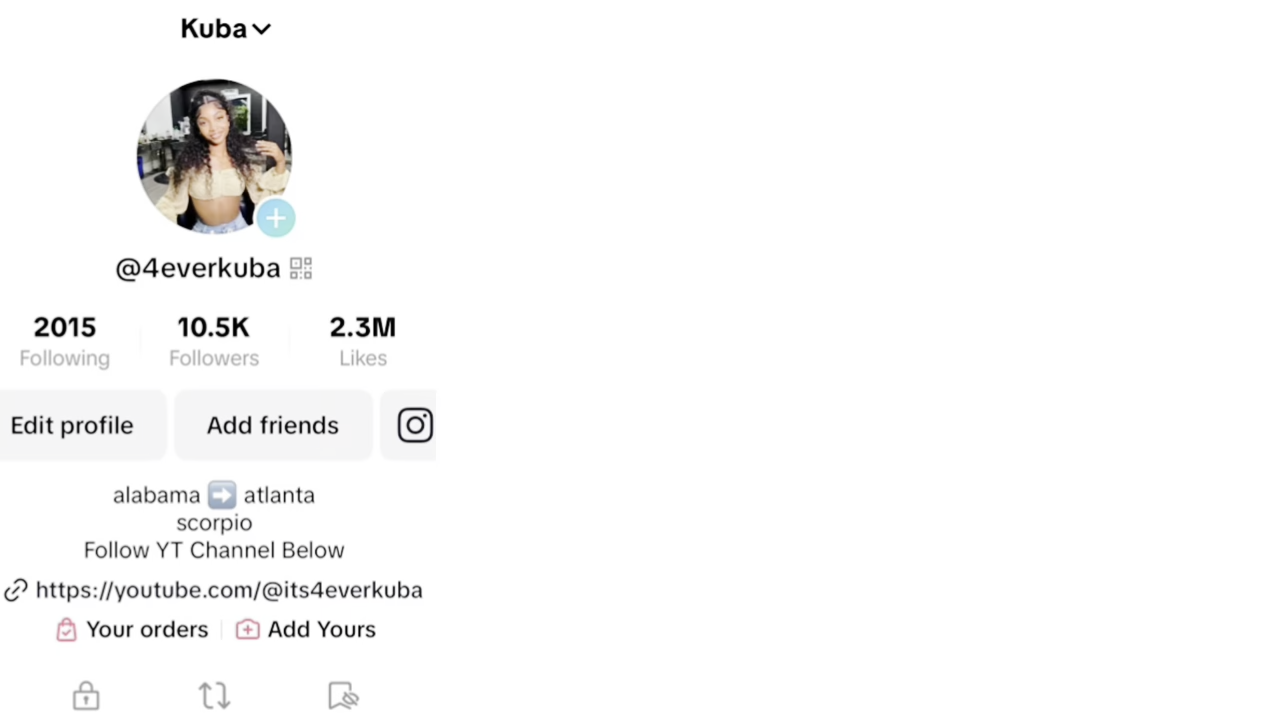 Kuba
@4everkuba
2015 10.5K 2.3M
Following Followers Likes
Edit profile Add friends
alabama ➡️ atlanta
scorpio
Follow YT Channel Below
https://youtube.com/@its4everkuba
Your orders Add Yours